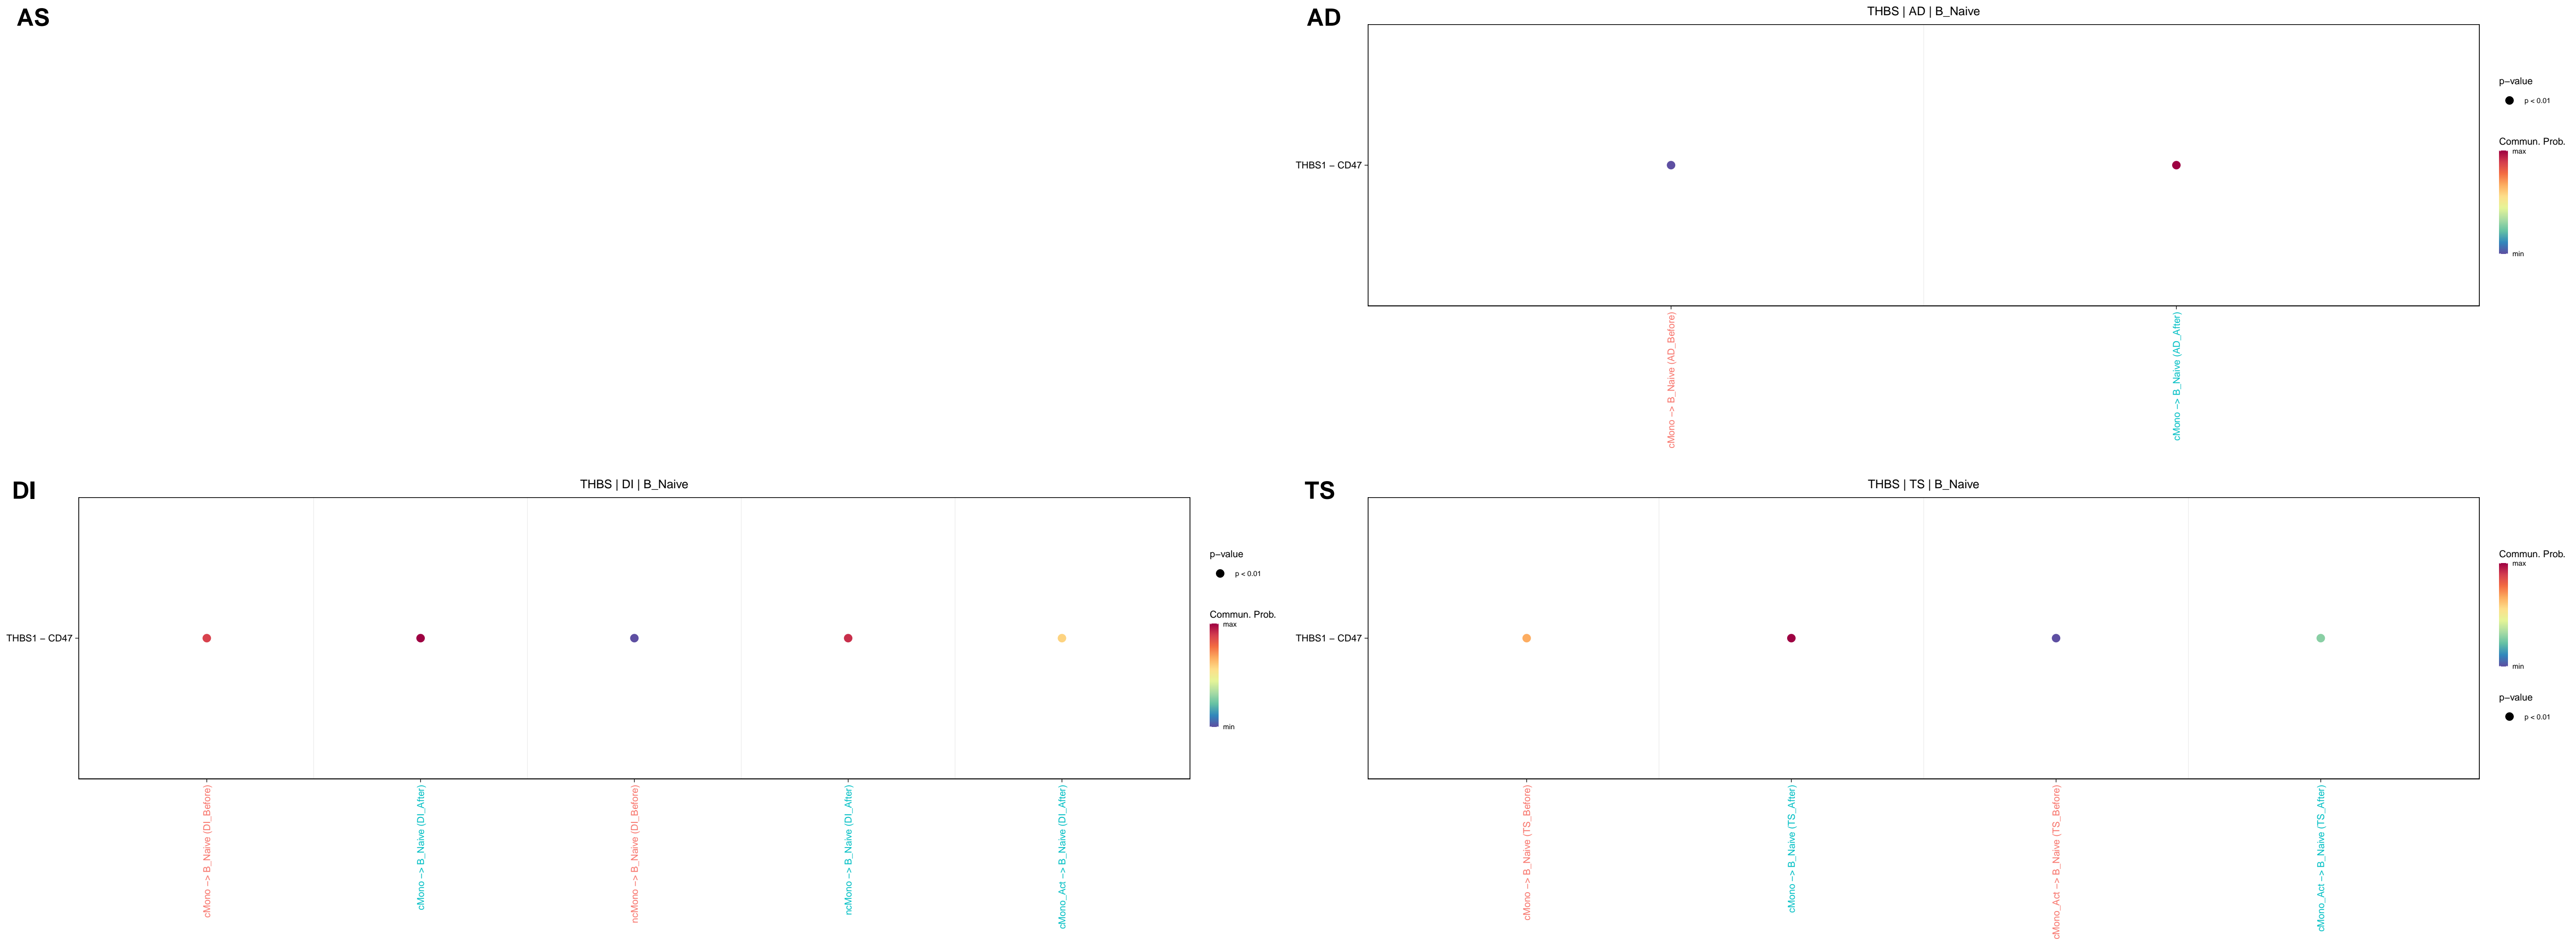 AS
AD
THBS | AD | B_Naive
THBS1 − CD47
cMono −> B_Naive (AD_Before)
cMono −> B_Naive (AD_After)
p−value
p < 0.01
Commun. Prob.
max
min
DI
THBS | DI | B_Naive
THBS1 − CD47
cMono −> B_Naive (DI_Before)
cMono −> B_Naive (DI_After)
ncMono −> B_Naive (DI_Before)
ncMono −> B_Naive (DI_After)
cMono_Act −> B_Naive (DI_After)
p−value
p < 0.01
Commun. Prob.
max
min
TS
THBS | TS | B_Naive
THBS1 − CD47
cMono −> B_Naive (TS_Before)
cMono −> B_Naive (TS_After)
cMono_Act −> B_Naive (TS_Before)
cMono_Act −> B_Naive (TS_After)
Commun. Prob.
max
min
p−value
p < 0.01